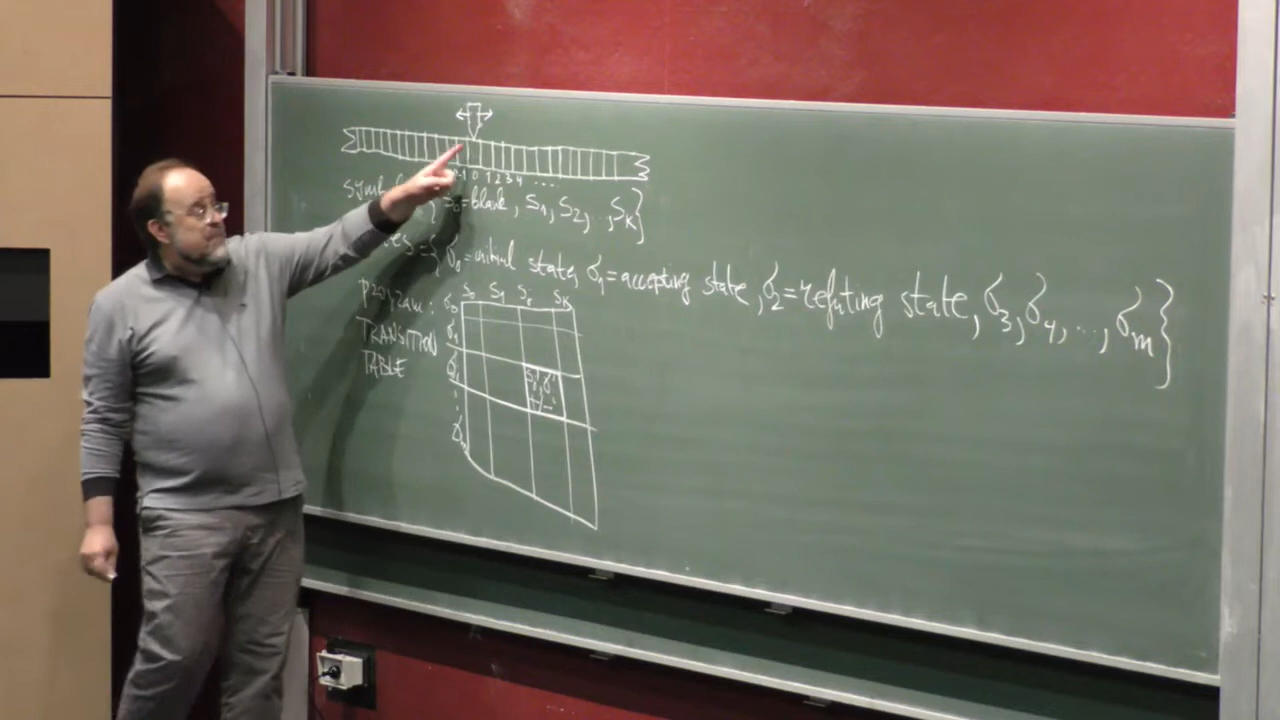 -1 0 1 2 3 4 ....
{ S₀=blank, S₁, S₂, .., Sₖ}
={ σ₀=initial state, σ₁=accepting state, σ₂=refuting state, σ₃, σ₄, ..., σₘ}
S₀ S₁ Sₑ Sₖ
program: σ₀
TRANSITION σ₁
TABLE
S', σ'
+/-
σₘ